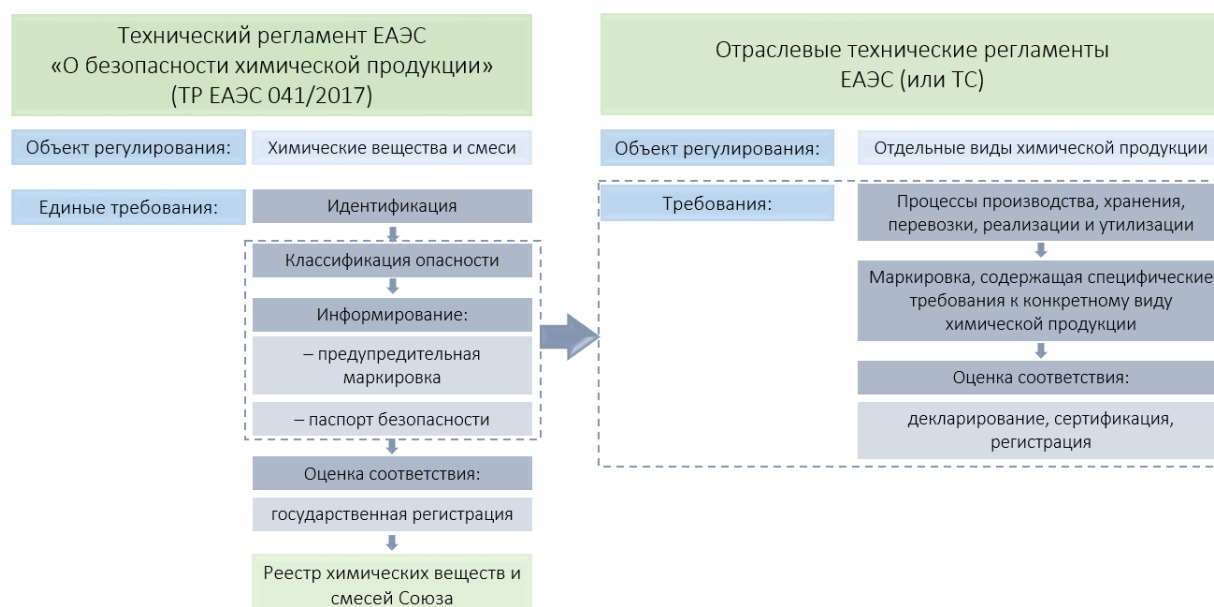 Технический регламент ЕАЭС
«О безопасности химической продукции»
(ТР ЕАЭС 041/2017)
Объект регулирования:
Химические вещества и смеси
Единые требования:
Идентификация
Классификация опасности
Информирование:
– предупредительная
маркировка
– паспорт безопасности
Оценка соответствия:
государственная регистрация
Реестр химических веществ и
смесей Союза
Отраслевые технические регламенты
ЕАЭС (или ТС)
Объект регулирования:
Отдельные виды химической продукции
Требования:
Процессы производства, хранения,
перевозки, реализации и утилизации
Маркировка, содержащая специфические
требования к конкретному виду
химической продукции
Оценка соответствия:
декларирование, сертификация,
регистрация